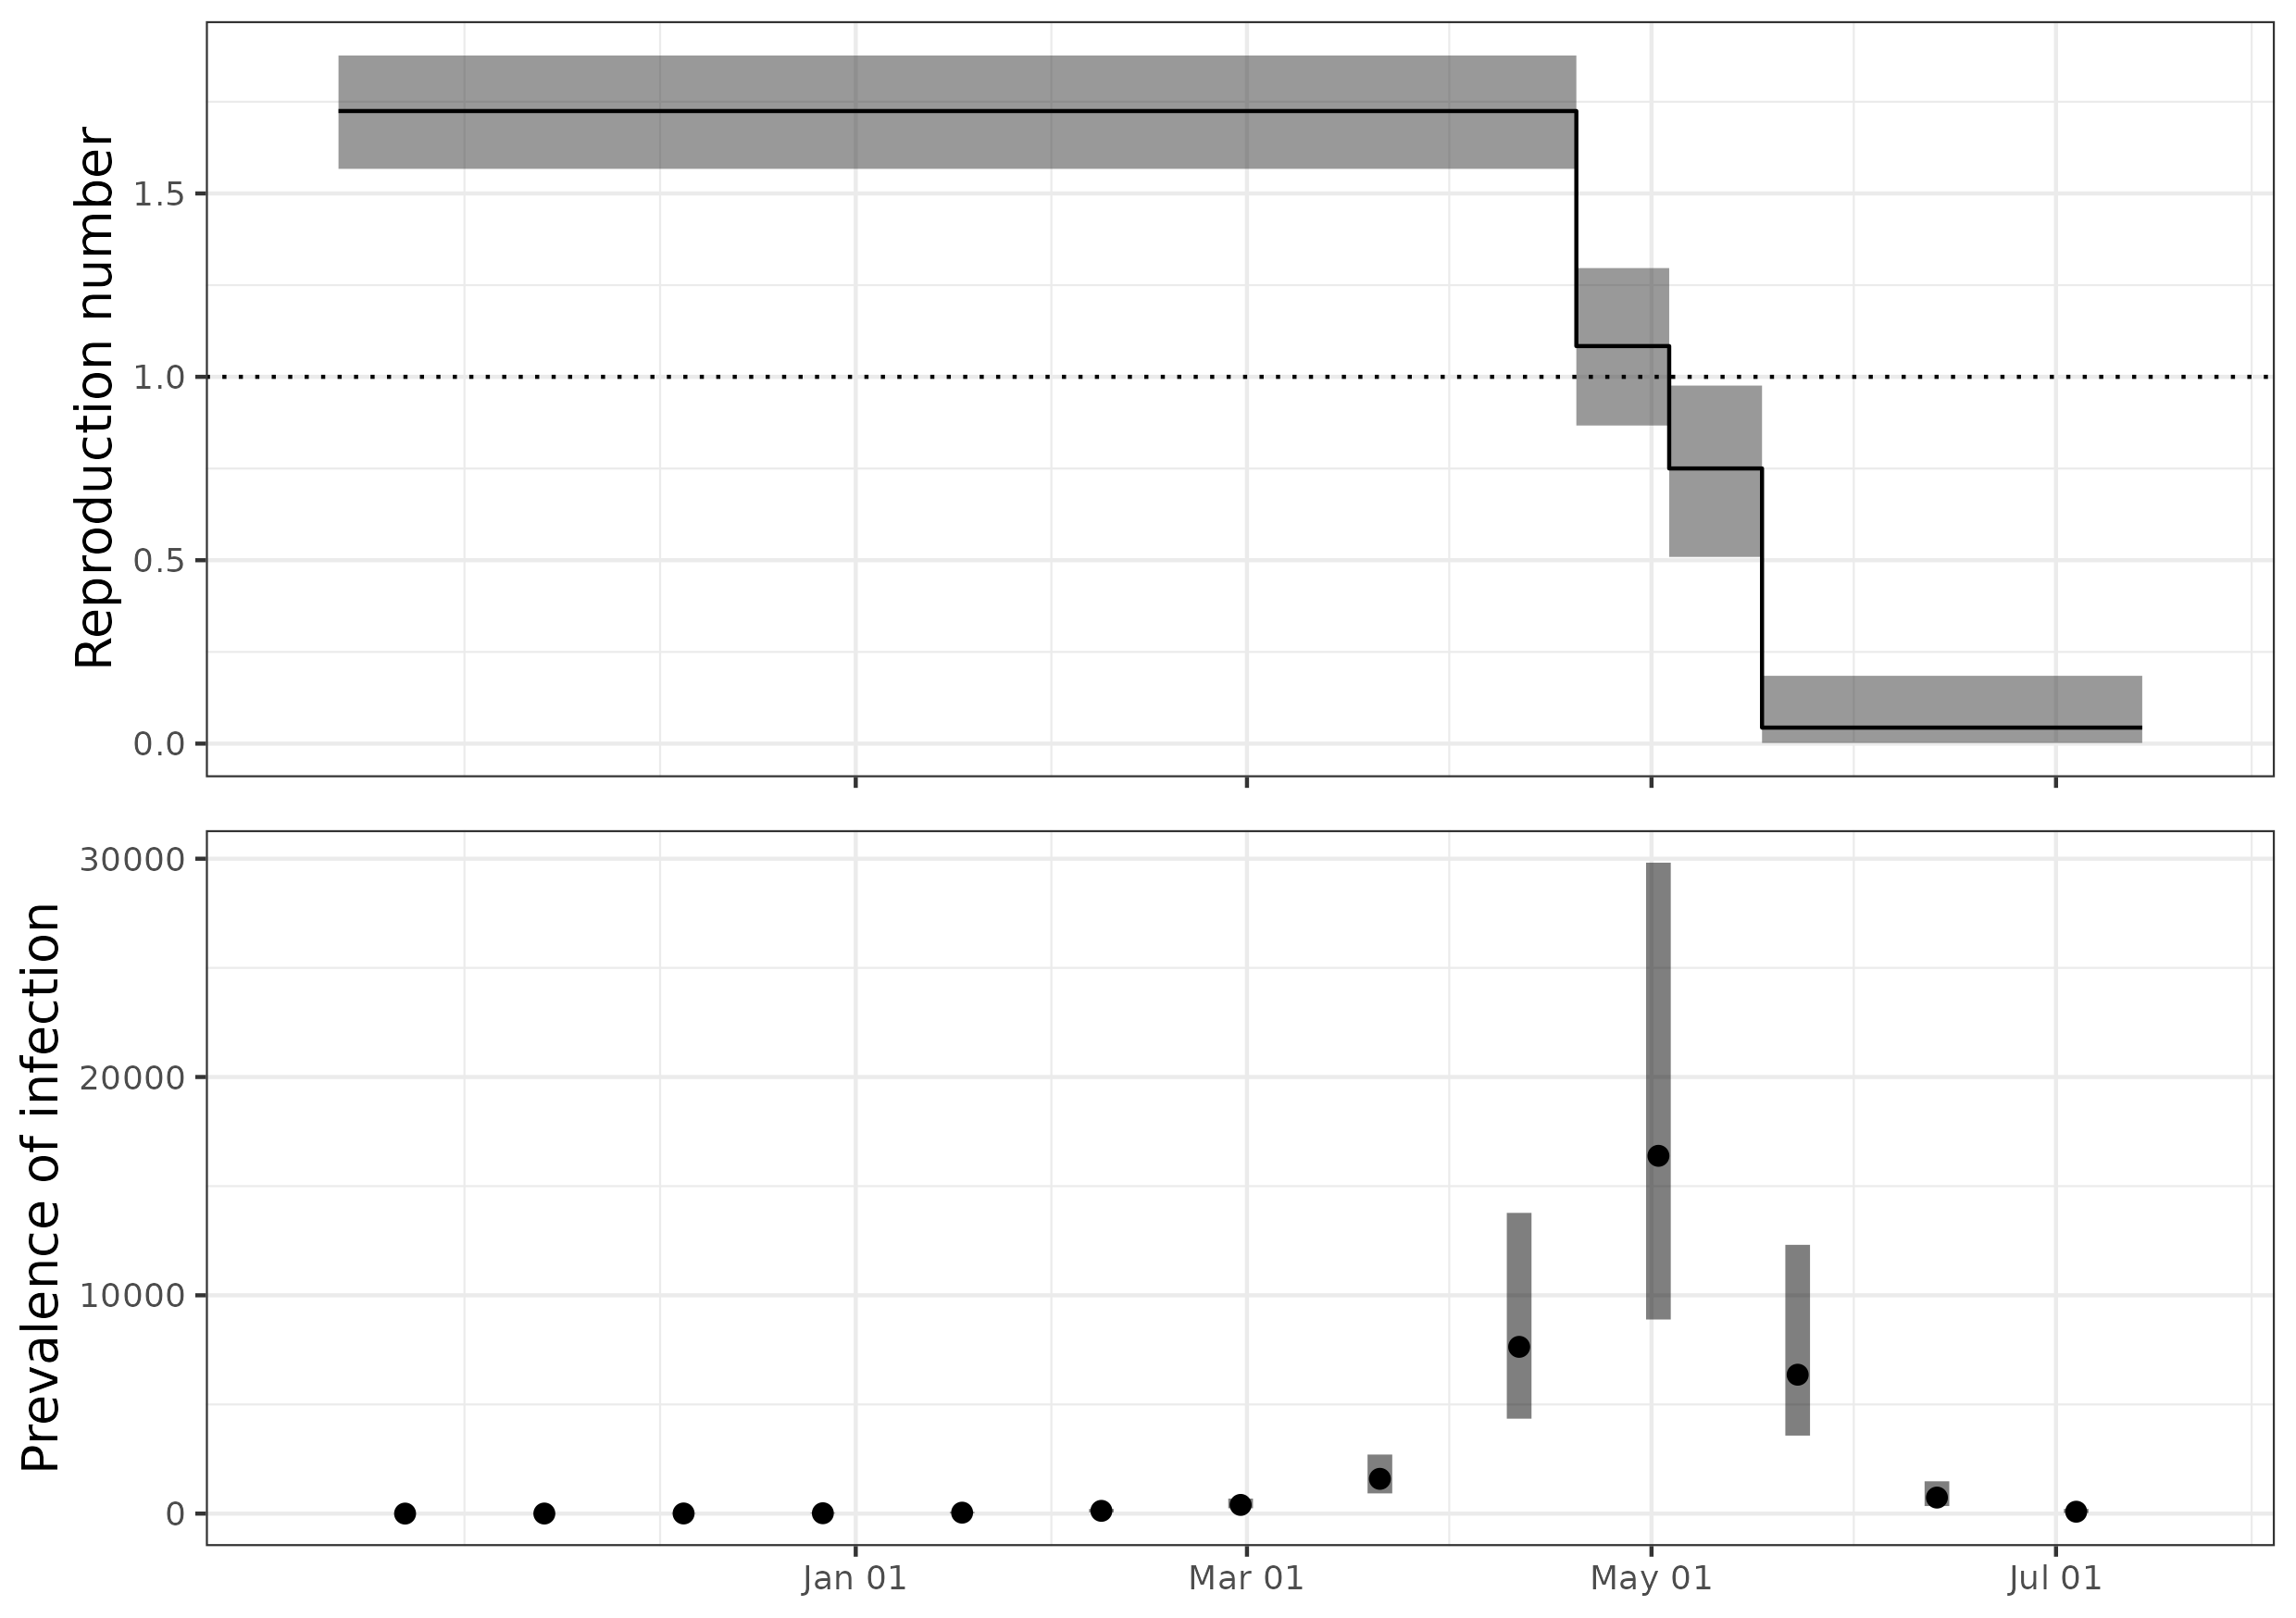 Reproduction number
1.5
1.0
0.5
0.0
Prevalence of infection
30000
20000
10000
0
Jan 01
Mar 01
May 01
Jul 01